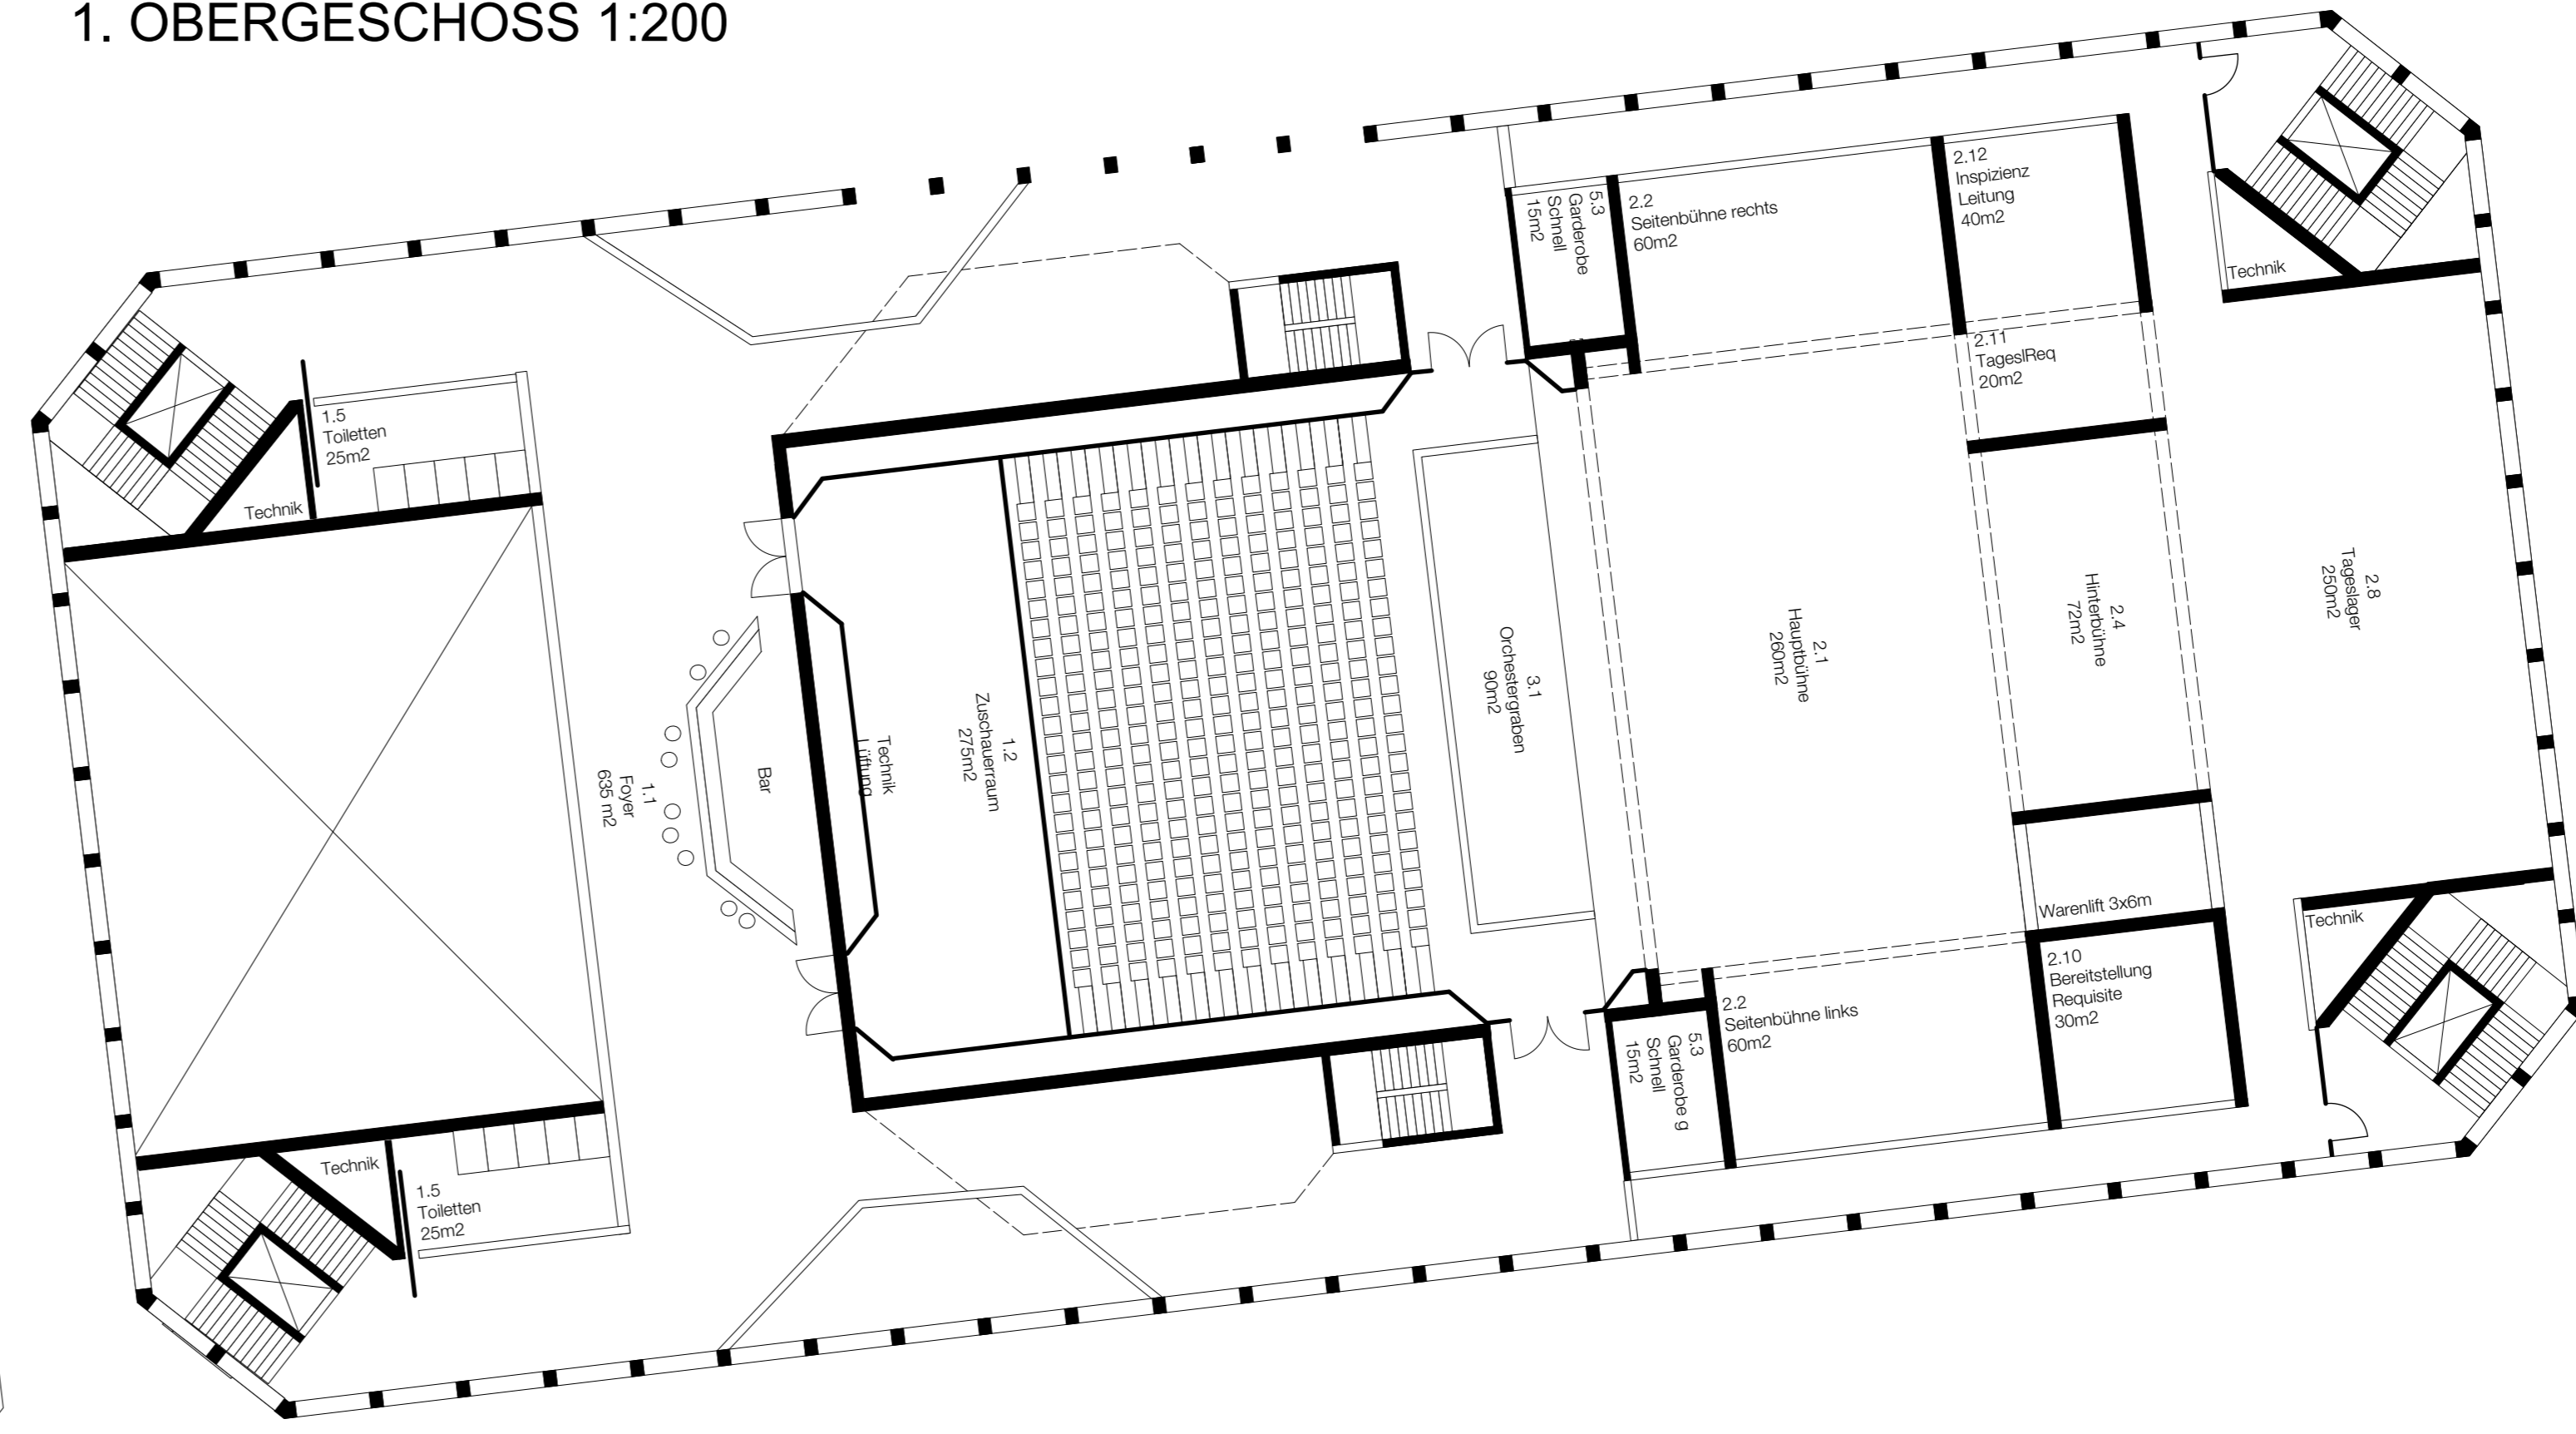 1. OBERGESCHOSS 1:200
1.5
Toiletten
25m2
Technik
5.3
Garderobe
Schnell
15m2
2.2
Seitenbühne rechts
60m2
2.12
Inspizienz
Leitung
40m2
Technik
2.11
TageslReq
20m2
1.1
Foyer
635 m2
Bar
Technik
Lüftung
1.2
Zuschauerraum
275m2
3.1
Orchestergraben
90m2
2.1
Hauptbühne
260m2
2.4
Hinterbühne
72m2
2.8
Tageslager
250m2
Warenlift 3x6m
Technik
2.10
Bereitstellung
Requisite
30m2
2.2
Seitenbühne links
60m2
5.3
Garderobe g
Schnell
15m2
Technik
1.5
Toiletten
25m2